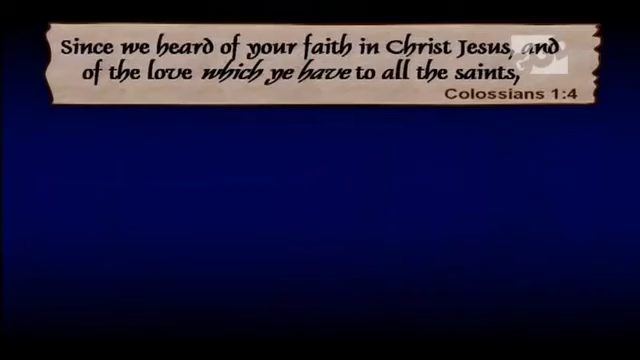 Since we heard of your faith in Christ Jesus, and
of the love which ye have to all the saints,
Colossians 1:4